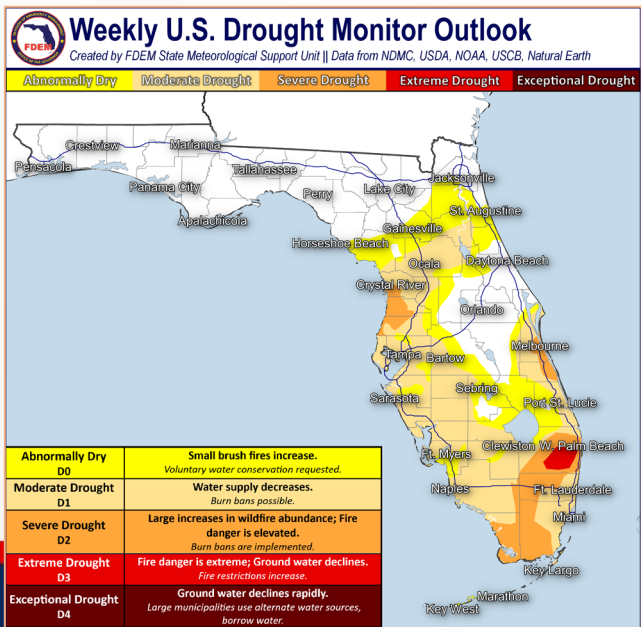 FDEM
Weekly U.S. Drought Monitor Outlook
Created by FDEM State Meteorological Support Unit || Data from NDMC, USDA, NOAA, USCB, Natural Earth
Abnormally Dry Moderate Drought Severe Drought Extreme Drought Exceptional Drought
Crestview
Marianna
Pensacola
Tallahassee
Jacksonville
Panama City
Perry
Lake City
Apalachicola
St. Augustine
Gainesville
Horseshoe Beach
Ocala
Daytona Beach
Crystal River
Orlando
Melbourne
Tampa
Bartow
Sebring
Sarasota
Port St. Lucie
Clewiston
W. Palm Beach
Ft. Myers
Naples
Ft. Lauderdale
Miami
Key Largo
Marathon
Key West
Abnormally Dry
D0
Small brush fires increase.
Voluntary water conservation requested.
Moderate Drought
D1
Water supply decreases.
Burn bans possible.
Severe Drought
D2
Large increases in wildfire abundance; Fire
danger is elevated.
Burn bans are implemented.
Extreme Drought
D3
Fire danger is extreme; Ground water declines.
Fire restrictions increase.
Exceptional Drought
D4
Ground water declines rapidly.
Large municipalities use alternate water sources,
borrow water.